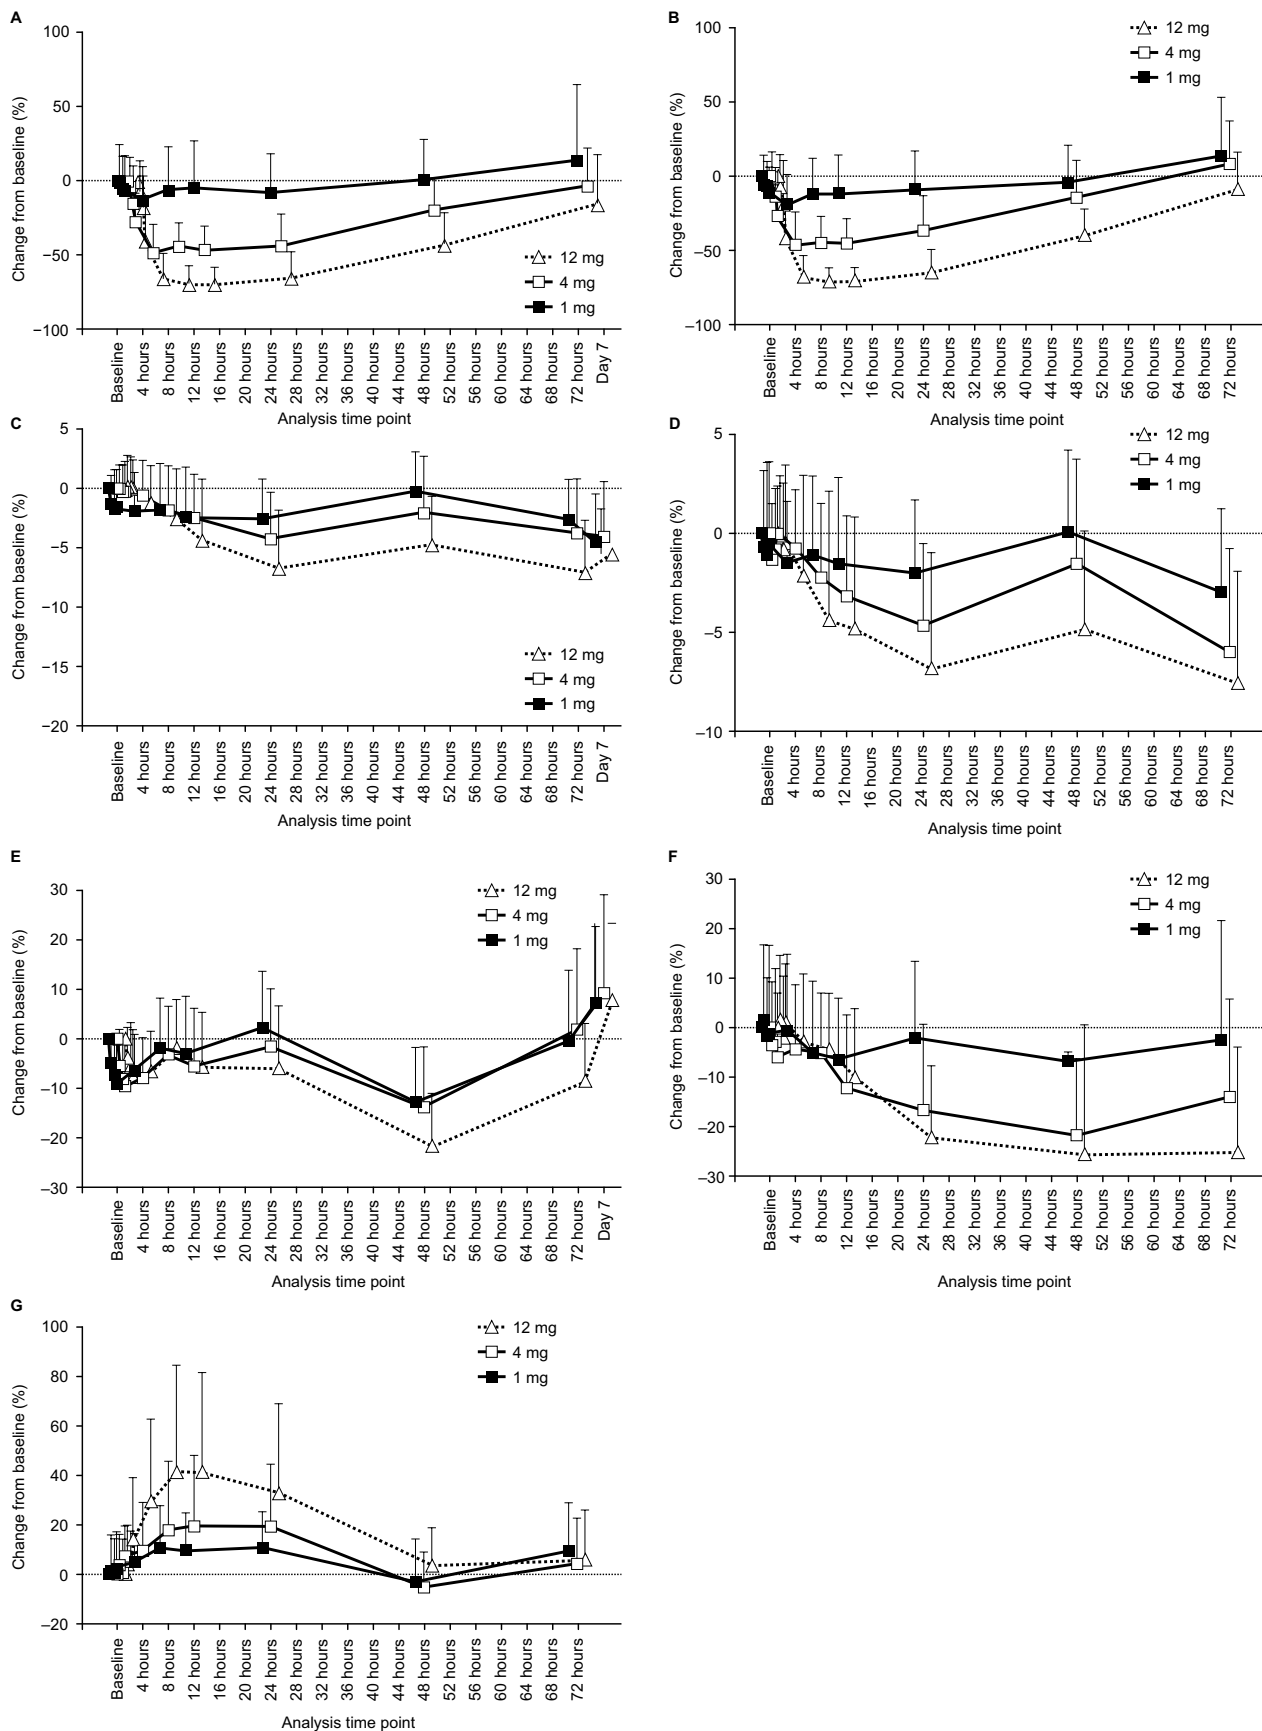 A
Change from baseline (%)
100
50
0
−50
−100
12 mg
4 mg
1 mg
Baseline
4 hours
8 hours
12 hours
16 hours
20 hours
24 hours
28 hours
32 hours
36 hours
40 hours
44 hours
48 hours
52 hours
56 hours
60 hours
64 hours
68 hours
72 hours
Day 7
Analysis time point
B
Change from baseline (%)
100
50
0
−50
−100
12 mg
4 mg
1 mg
Baseline
4 hours
8 hours
12 hours
16 hours
20 hours
24 hours
28 hours
32 hours
36 hours
40 hours
44 hours
48 hours
52 hours
56 hours
60 hours
64 hours
68 hours
72 hours
Analysis time point
C
Change from baseline (%)
5
0
−5
−10
−15
−20
12 mg
4 mg
1 mg
Baseline
4 hours
8 hours
12 hours
16 hours
20 hours
24 hours
28 hours
32 hours
36 hours
40 hours
44 hours
48 hours
52 hours
56 hours
60 hours
64 hours
68 hours
72 hours
Day 7
Analysis time point
D
Change from baseline (%)
5
0
−5
−10
12 mg
4 mg
1 mg
Baseline
4 hours
8 hours
12 hours
16 hours
20 hours
24 hours
28 hours
32 hours
36 hours
40 hours
44 hours
48 hours
52 hours
56 hours
60 hours
64 hours
68 hours
72 hours
Analysis time point
E
Change from baseline (%)
30
20
10
0
−10
−20
−30
12 mg
4 mg
1 mg
Baseline
4 hours
8 hours
12 hours
16 hours
20 hours
24 hours
28 hours
32 hours
36 hours
40 hours
44 hours
48 hours
52 hours
56 hours
60 hours
64 hours
68 hours
72 hours
Day 7
Analysis time point
F
Change from baseline (%)
30
20
10
0
−10
−20
−30
12 mg
4 mg
1 mg
Baseline
4 hours
8 hours
12 hours
16 hours
20 hours
24 hours
28 hours
32 hours
36 hours
40 hours
44 hours
48 hours
52 hours
56 hours
60 hours
64 hours
68 hours
72 hours
Analysis time point
G
Change from baseline (%)
100
80
60
40
20
0
−20
12 mg
4 mg
1 mg
Baseline
4 hours
8 hours
12 hours
16 hours
20 hours
24 hours
28 hours
32 hours
36 hours
40 hours
44 hours
48 hours
52 hours
56 hours
60 hours
64 hours
68 hours
72 hours
Analysis time point